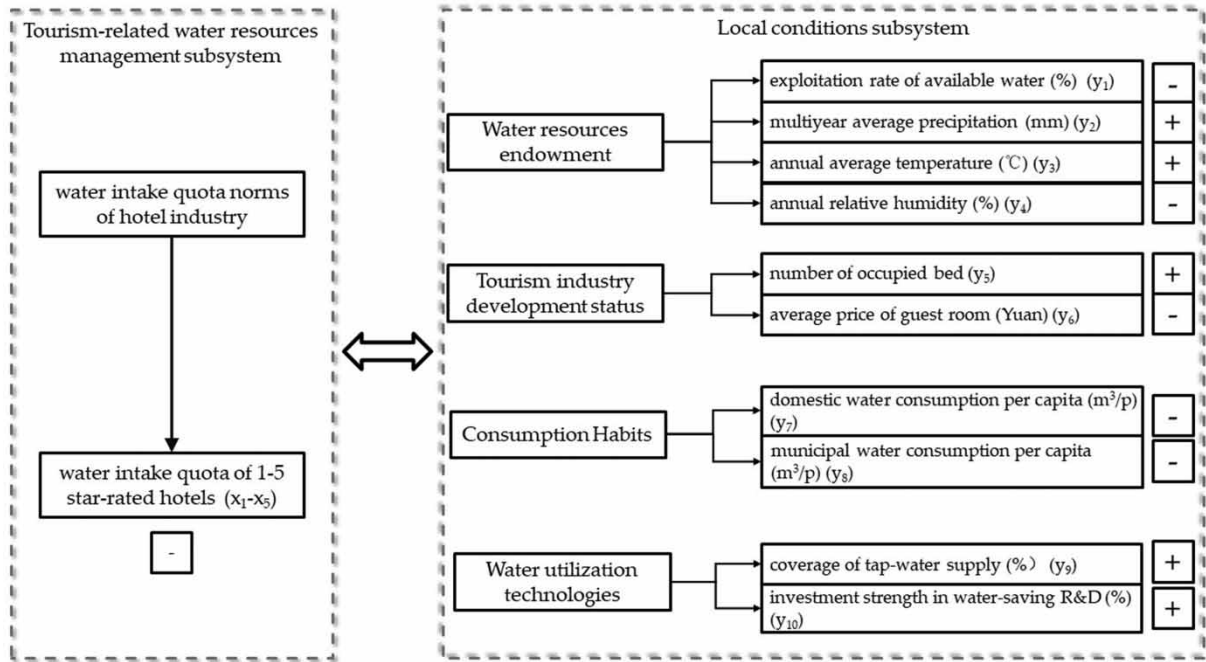 Tourism-related water resources
management subsystem
water intake quota norms
of hotel industry
water intake quota of 1-5
star-rated hotels (x₁-x₅)
-
Local conditions subsystem
Water resources
endowment
exploitation rate of available water (%) (y₁)
-
multiyear average precipitation (mm) (y₂)
+
annual average temperature (℃) (y₃)
+
annual relative humidity (%) (y₄)
-
Tourism industry
development status
number of occupied bed (y₅)
+
average price of guest room (Yuan) (y₆)
-
Consumption Habits
domestic water consumption per capita (m³/p)
(y₇)
-
municipal water consumption per capita
(m³/p) (y₈)
-
Water utilization
technologies
coverage of tap-water supply (%) (y₉)
+
investment strength in water-saving R&D (%)
(y₁₀)
+